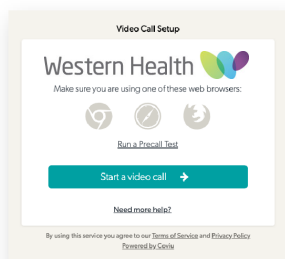 Video Call Setup
Western Health
Make sure you are using one of these web browsers:
Run a Precall Test
Start a video call
Need more help?
By using this service you agree to our Terms of Service and Privacy Policy
Powered by Coviu